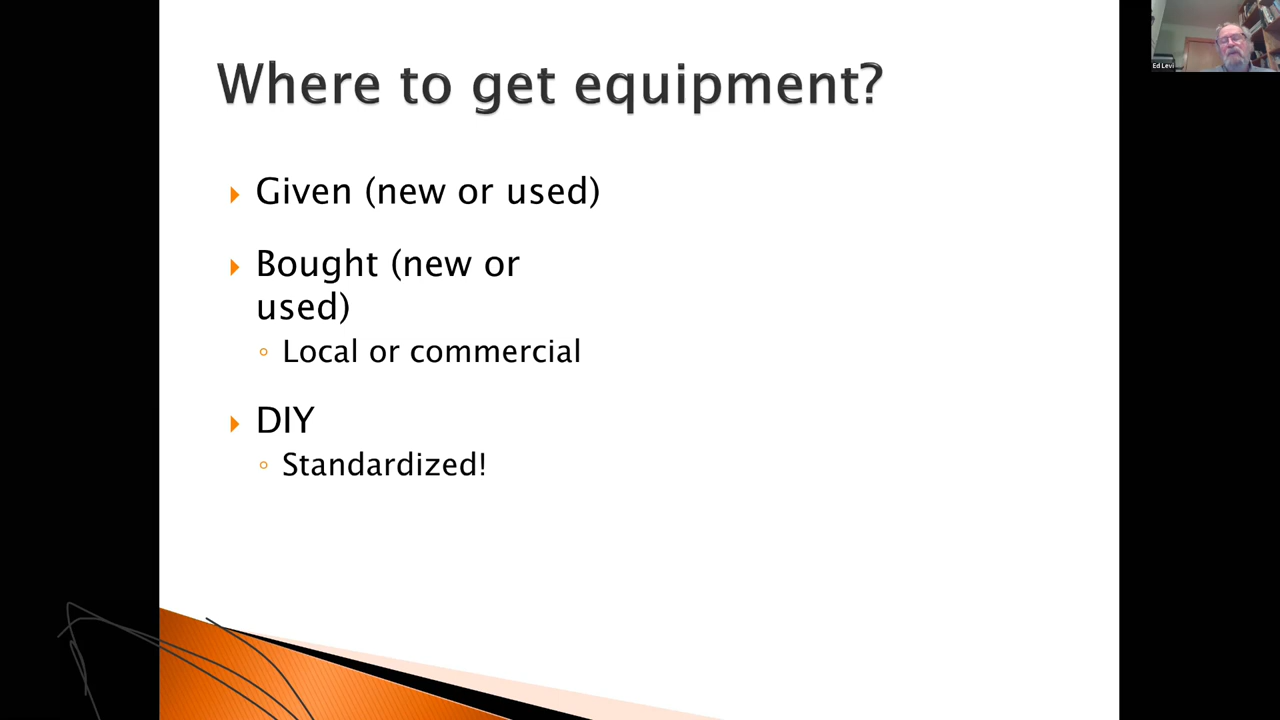 Where to get equipment?
Given (new or used)
Bought (new or
used)
Local or commercial
DIY
Standardized!
Ed Levi